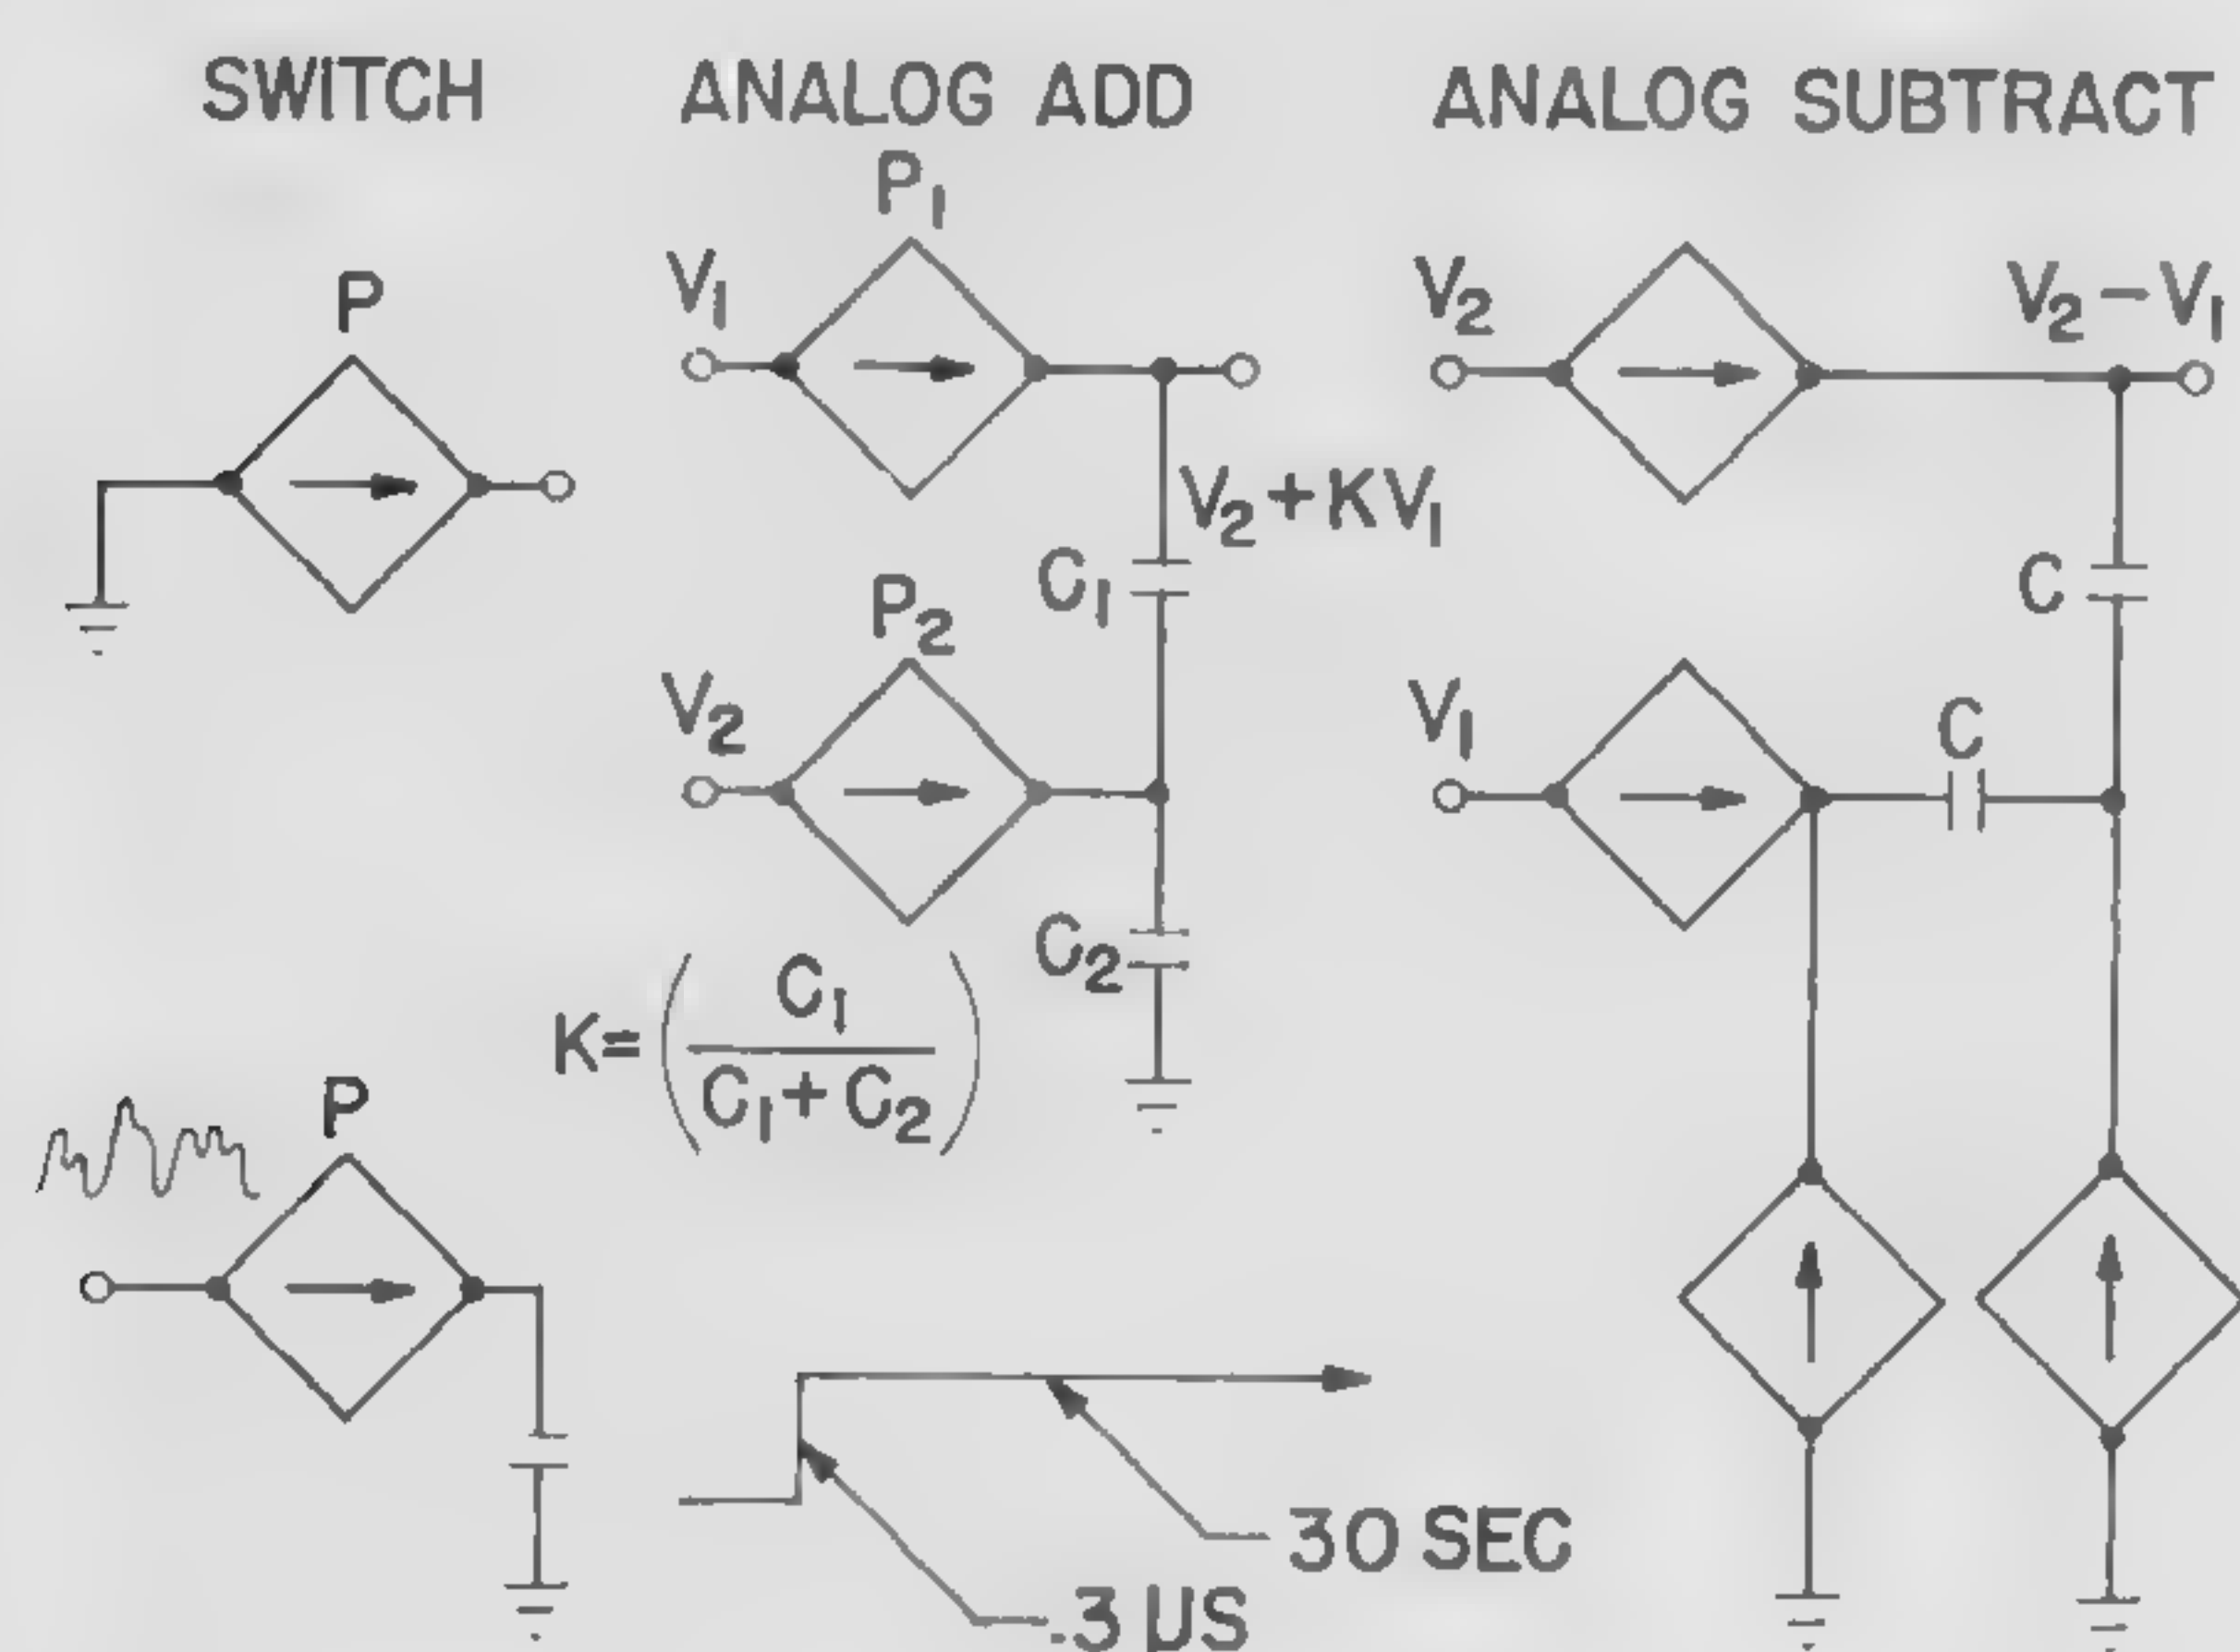 SWITCH
ANALOG ADD
ANALOG SUBTRACT
P
P1
V1
V2 + KV1
C1
P2
V2
C2
K = ( C1 / C1 + C2 )
V2
V2 - V1
C
V1
C
P
30 SEC
.3 US